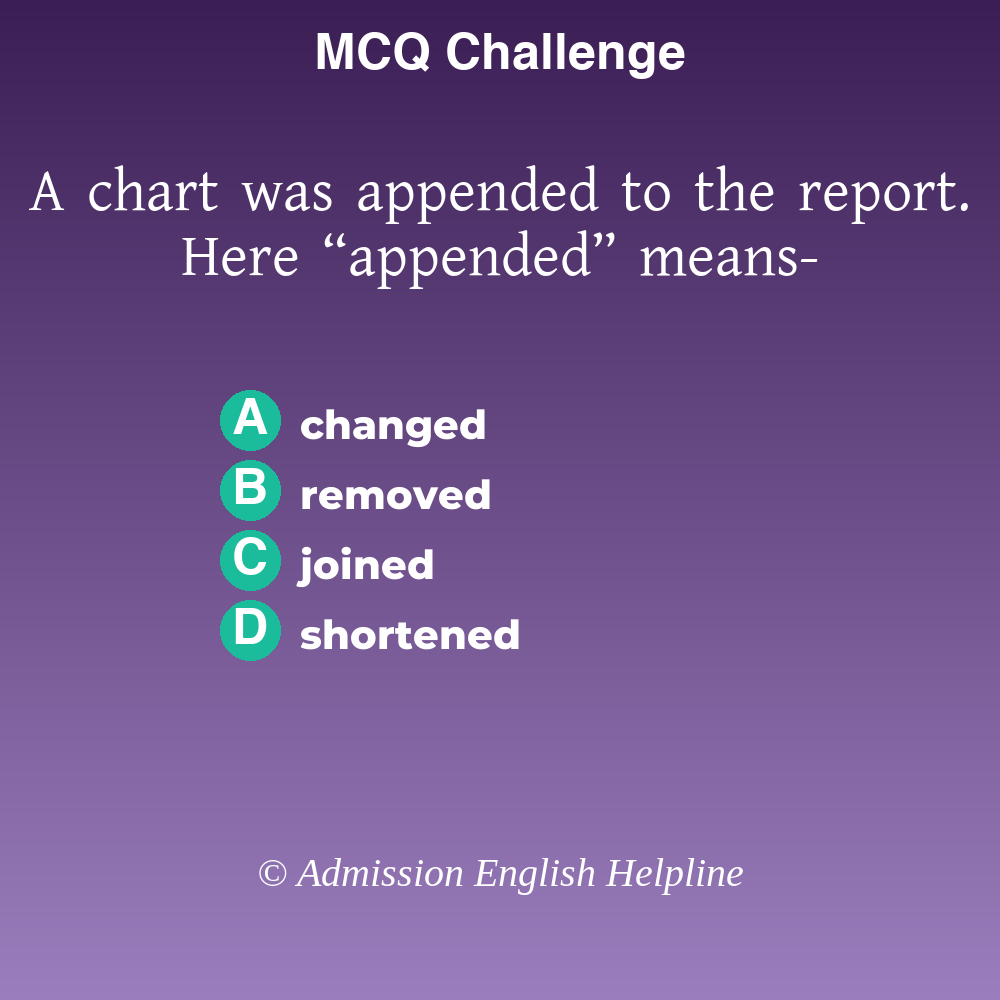 MCQ Challenge
A chart was appended to the report.
Here “appended” means-
A changed
B removed
C joined
D shortened
© Admission English Helpline